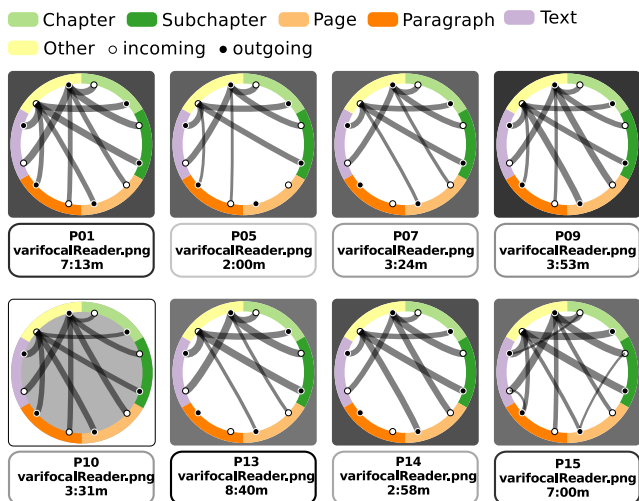 Chapter Subchapter Page Paragraph Text
Other incoming outgoing
P01
varifocalReader.png
7:13m
P05
varifocalReader.png
2:00m
P07
varifocalReader.png
3:24m
P09
varifocalReader.png
3:53m
P10
varifocalReader.png
3:31m
P13
varifocalReader.png
8:40m
P14
varifocalReader.png
2:58m
P15
varifocalReader.png
7:00m